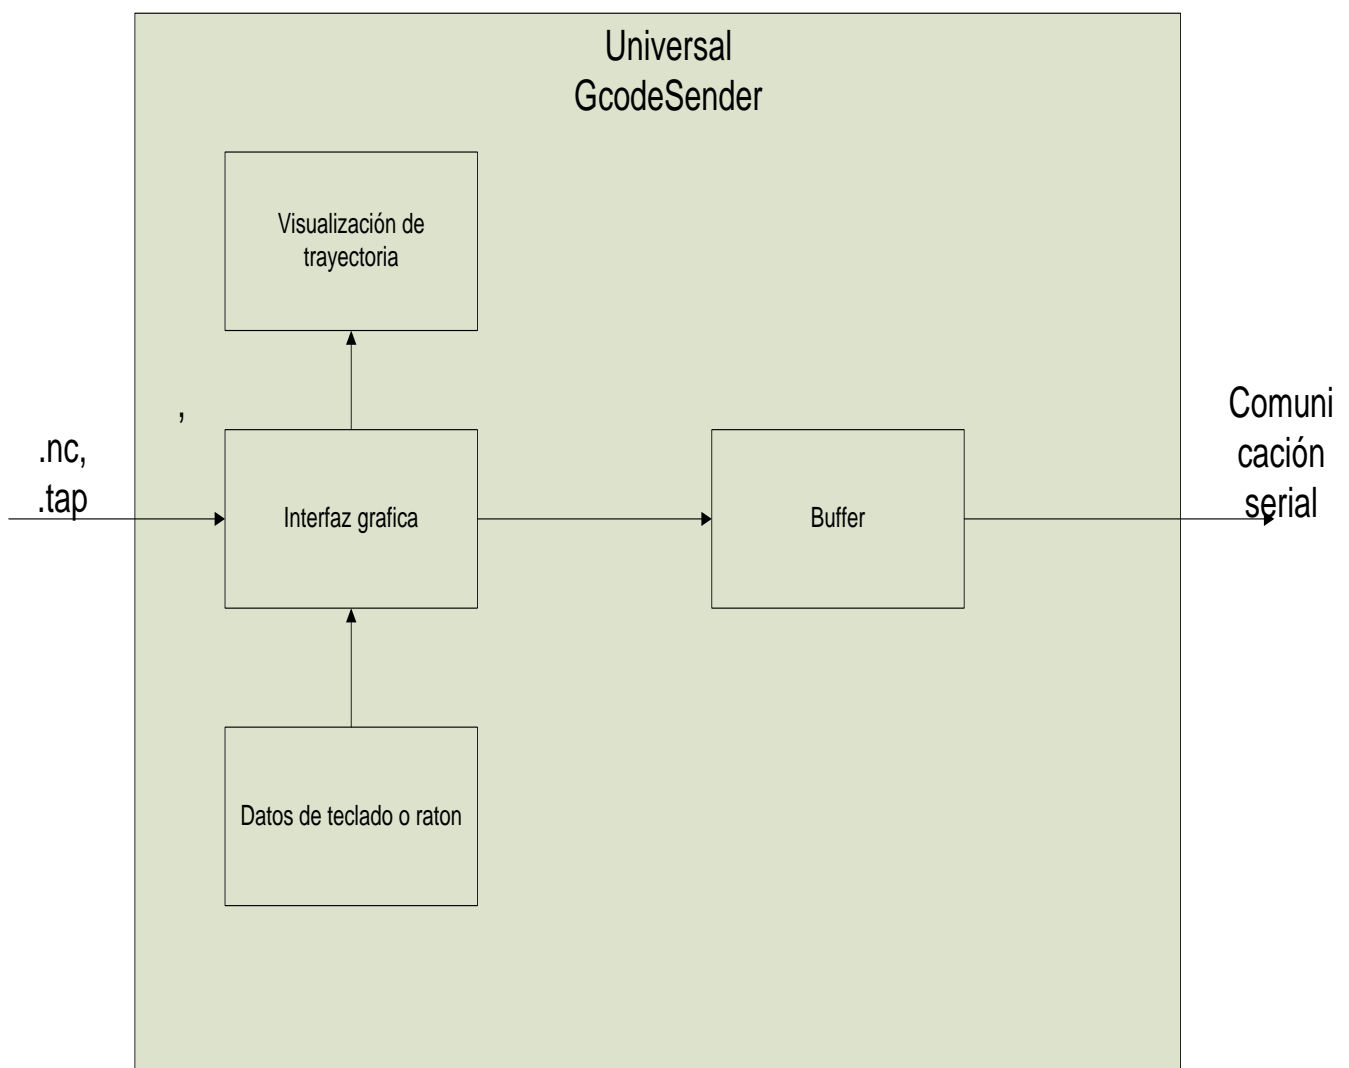 Universal
GcodeSender
Visualización de
trayectoria
,
.nc,
.tap
Interfaz grafica
Buffer
Comuni
cación
serial
Datos de teclado o raton